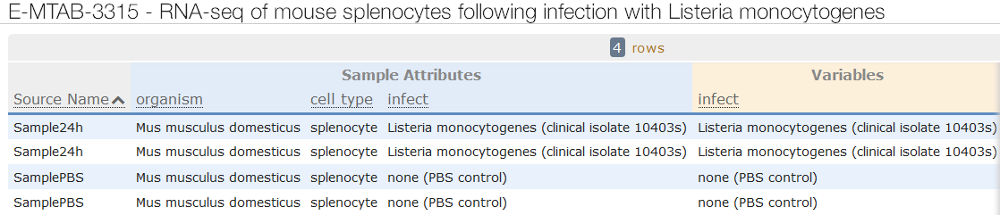 E-MTAB-3315 - RNA-seq of mouse splenocytes following infection with Listeria monocytogenes
4 rows
Sample Attributes Variables
Source Name organism cell type infect infect
Sample24h Mus musculus domesticus splenocyte Listeria monocytogenes (clinical isolate 10403s) Listeria monocytogenes (clinical isolate 10403s)
Sample24h Mus musculus domesticus splenocyte Listeria monocytogenes (clinical isolate 10403s) Listeria monocytogenes (clinical isolate 10403s)
SamplePBS Mus musculus domesticus splenocyte none (PBS control) none (PBS control)
SamplePBS Mus musculus domesticus splenocyte none (PBS control) none (PBS control)